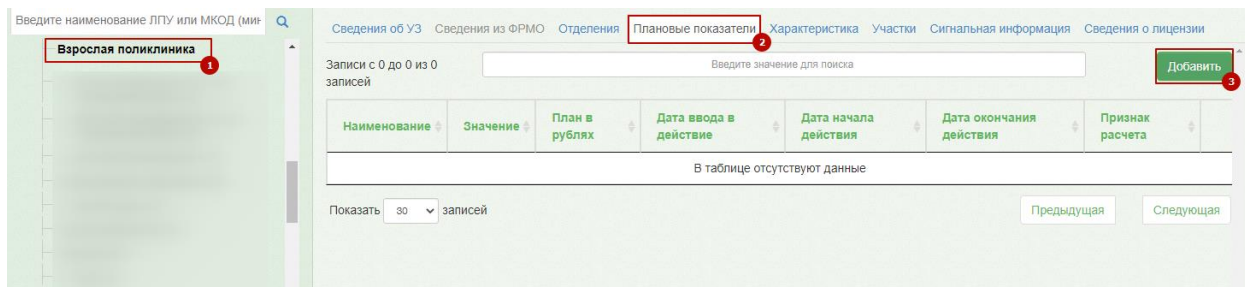 Введите наименование ЛПУ или МКОД (мин
Взрослая поликлиника
1
Сведения об УЗ Сведения из ФРМО Отделения Плановые показатели Характеристика Участки Сигнальная информация Сведения о лицензии
2
Записи с 0 до 0 из 0
записей
Введите значение для поиска
Добавить
3
Наименование Значение План в рублях Дата ввода в действие Дата начала действия Дата окончания действия Признак расчета
В таблице отсутствуют данные
Показать 30 записей
Предыдущая Следующая